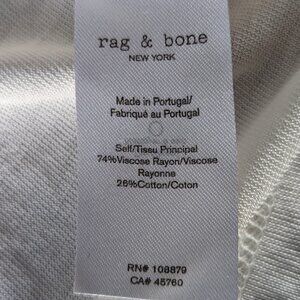 rag & bone
NEW YORK
Made in Portugal/
Fabriqué au Portugal
Self/Tissu Principal
74%Viscose Rayon/Viscose
Rayonne
26%Cotton/Coton
RN# 108879
CA# 45760